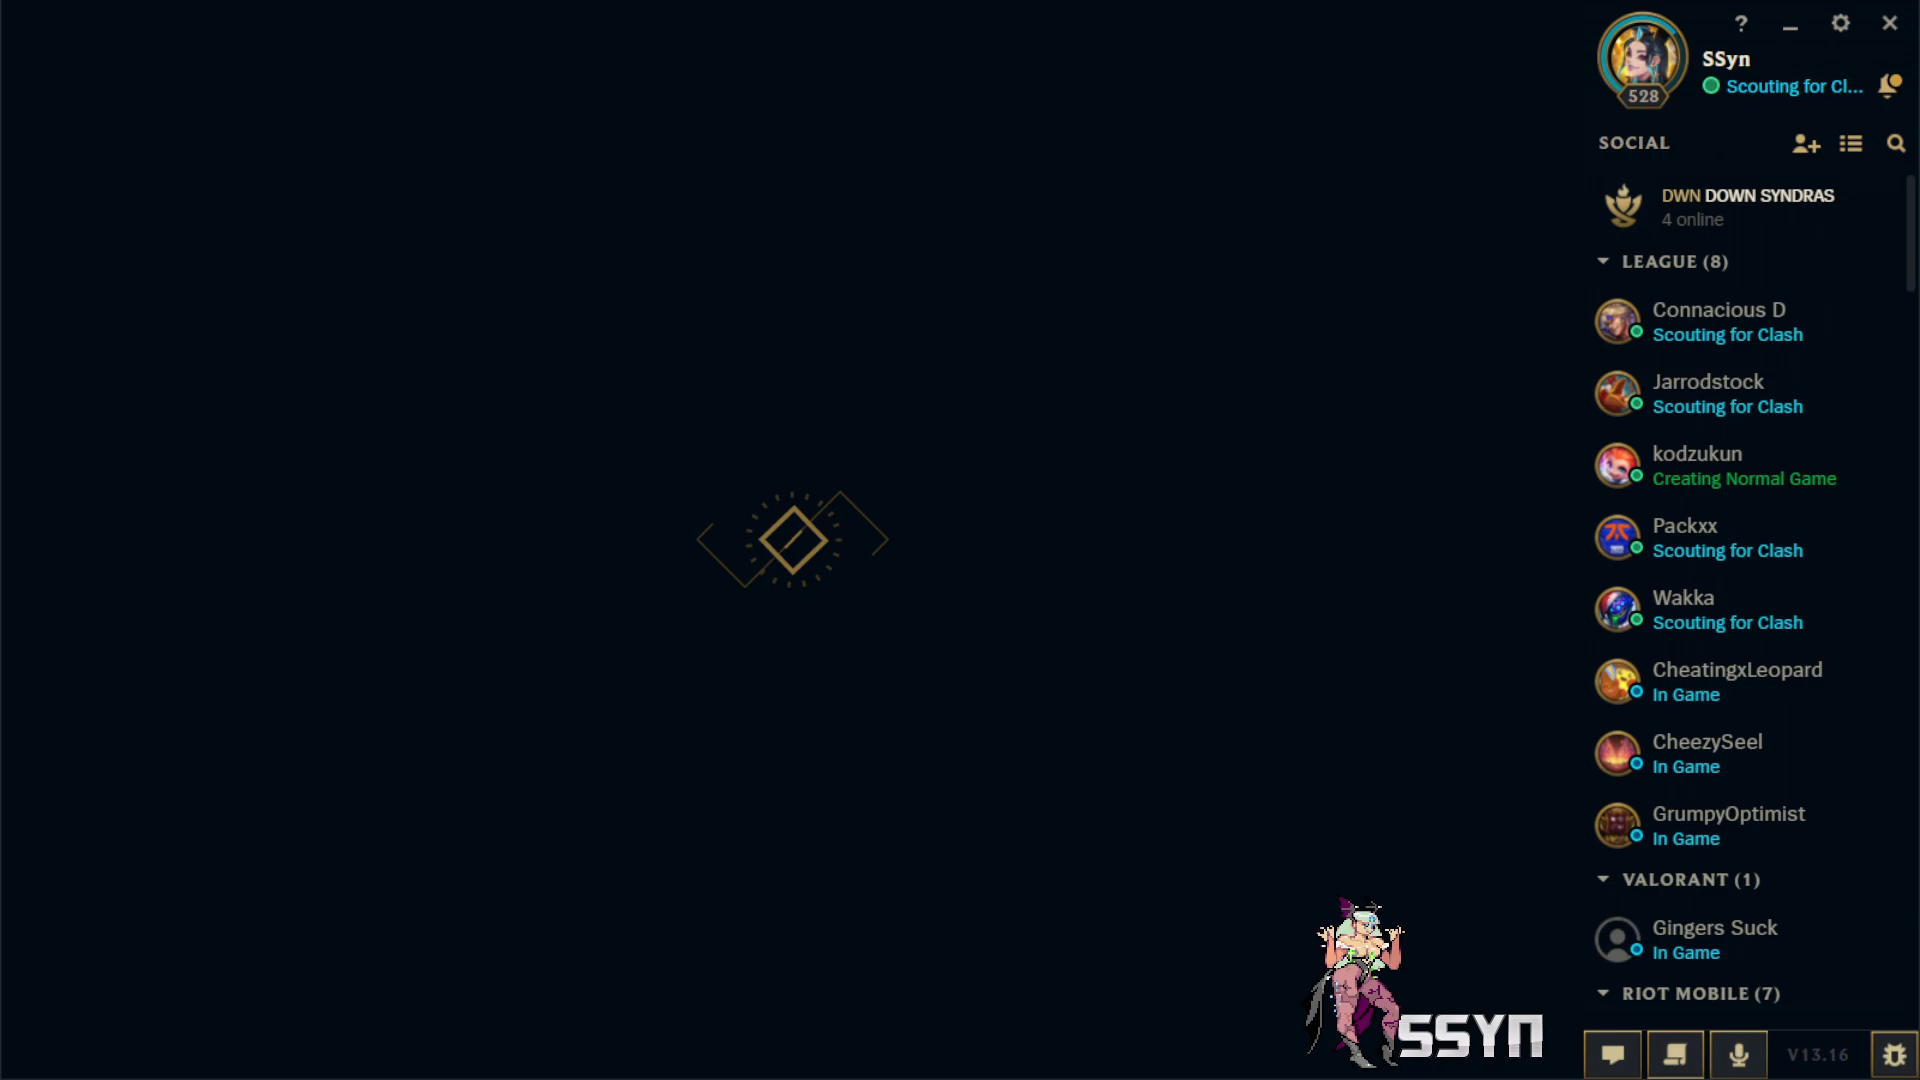 ?
SSyn
Scouting for Cl...
528
SOCIAL
DWN DOWN SYNDRAS
4 online
LEAGUE (8)
Connacious D
Scouting for Clash
Jarrodstock
Scouting for Clash
kodzukun
Creating Normal Game
Packxx
Scouting for Clash
Wakka
Scouting for Clash
CheatingxLeopard
In Game
CheezySeel
In Game
GrumpyOptimist
In Game
VALORANT (1)
Gingers Suck
In Game
RIOT MOBILE (7)
SSYN
V13.16